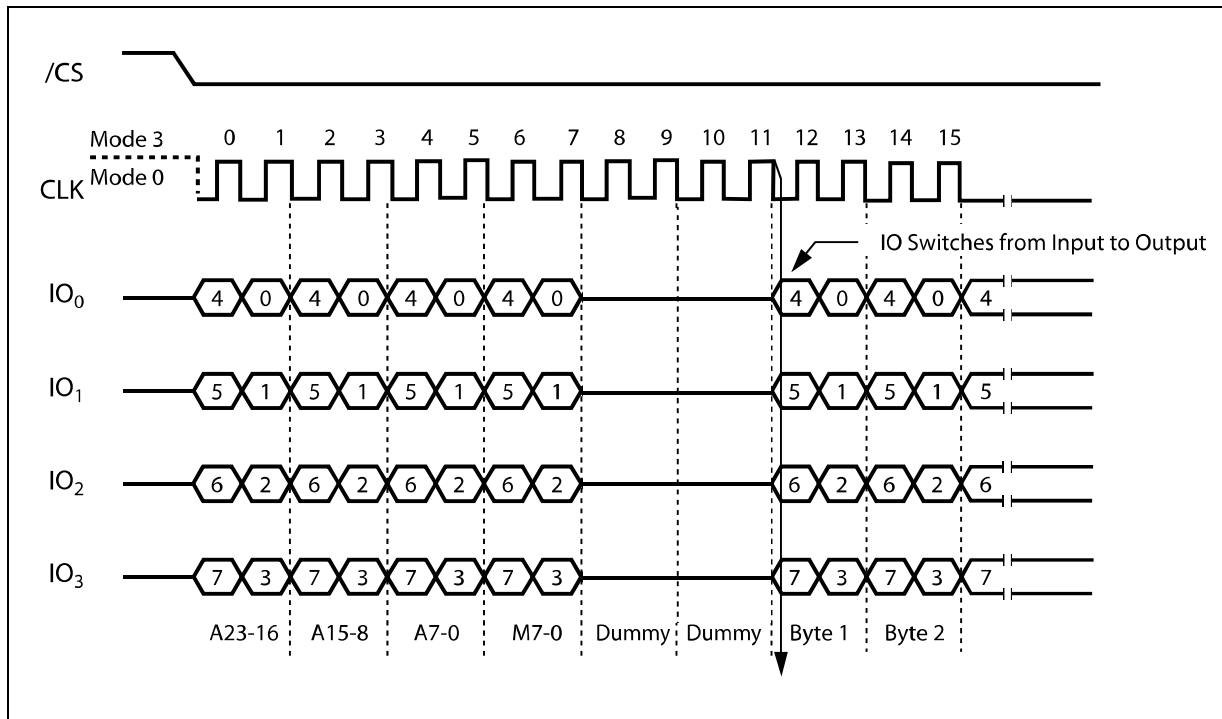 /CS
Mode 3
0 1 2 3 4 5 6 7 8 9 10 11 12 13 14 15
CLK Mode 0
IO Switches from Input to Output
IO0 4 0 4 0 4 0 4 0 4 0 4 0 4
IO1 5 1 5 1 5 1 5 1 5 1 5 1 5
IO2 6 2 6 2 6 2 6 2 6 2 6 2 6
IO3 7 3 7 3 7 3 7 3 7 3 7 3 7
A23-16 A15-8 A7-0 M7-0 Dummy Dummy Byte 1 Byte 2